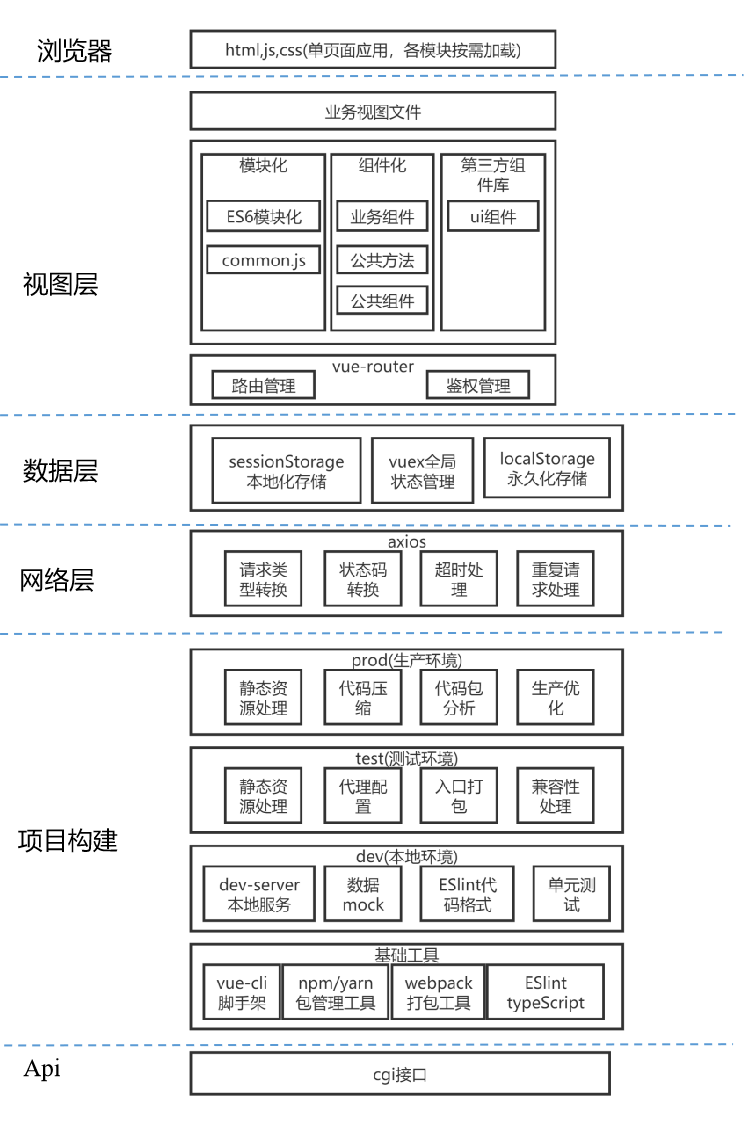 浏览器
html,js,css(单页面应用，各模块按需加载)
业务视图文件
视图层
模块化
ES6模块化
common.js
组件化
业务组件
公共方法
公共组件
第三方组
件库
ui组件
vue-router
路由管理
鉴权管理
数据层
sessionStorage
本地化存储
vuex全局
状态管理
localStorage
永久化存储
网络层
axios
请求类
型转换
状态码
转换
超时处
理
重复请
求处理
项目构建
prod(生产环境)
静态资
源处理
代码压
缩
代码包
分析
生产优
化
test(测试环境)
静态资
源处理
代理配
置
入口打
包
兼容性
处理
dev(本地环境)
dev-server
本地服务
数据
mock
ESlint代
码格式
单元测
试
基础工具
vue-cli
脚手架
npm/yarn
包管理工具
webpack
打包工具
ESlint
typeScript
Api
cgi接口